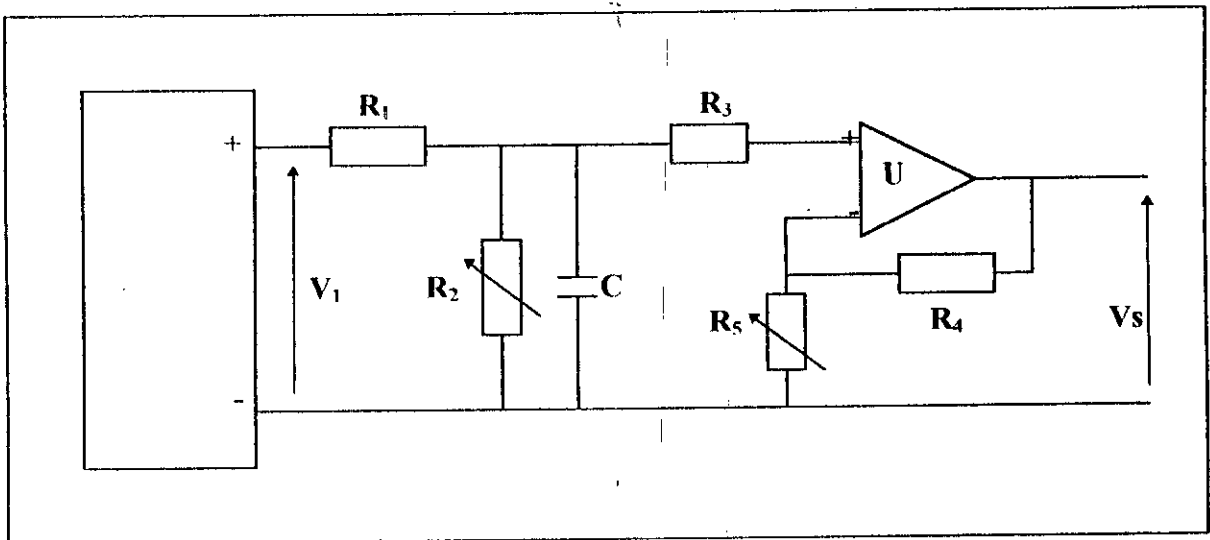 R₁
R₃
+
+
U
-
V₁
R₂
C
R₄
R₅
Vs
-